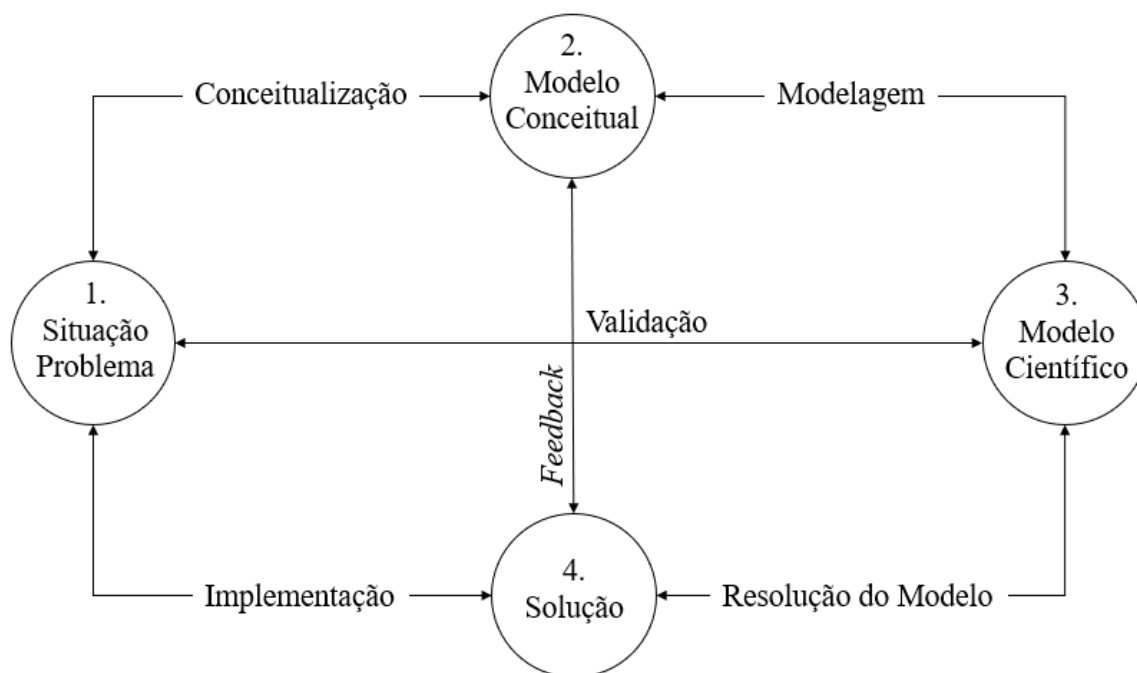 2.
Modelo
Conceitual
Conceitualização
Modelagem
1.
Situação
Problema
Validação
3.
Modelo
Científico
Feedback
4.
Solução
Implementação
Resolução do Modelo